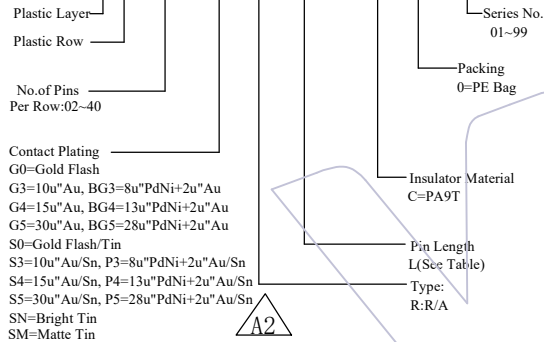 Plastic Layer
Plastic Row
No.of Pins
Per Row:02~40
Contact Plating
G0=Gold Flash
G3=10u"Au, BG3=8u"PdNi+2u"Au
G4=15u"Au, BG4=13u"PdNi+2u"Au
G5=30u"Au, BG5=28u"PdNi+2u"Au
S0=Gold Flash/Tin
S3=10u"Au/Sn, P3=8u"PdNi+2u"Au/Sn
S4=15u"Au/Sn, P4=13u"PdNi+2u"Au/Sn
S5=30u"Au/Sn, P5=28u"PdNi+2u"Au/Sn
SN=Bright Tin
SM=Matte Tin
A2
Series No.
01~99
Packing
0=PE Bag
Insulator Material
C=PA9T
Pin Length
L(See Table)
Type:
R:R/A